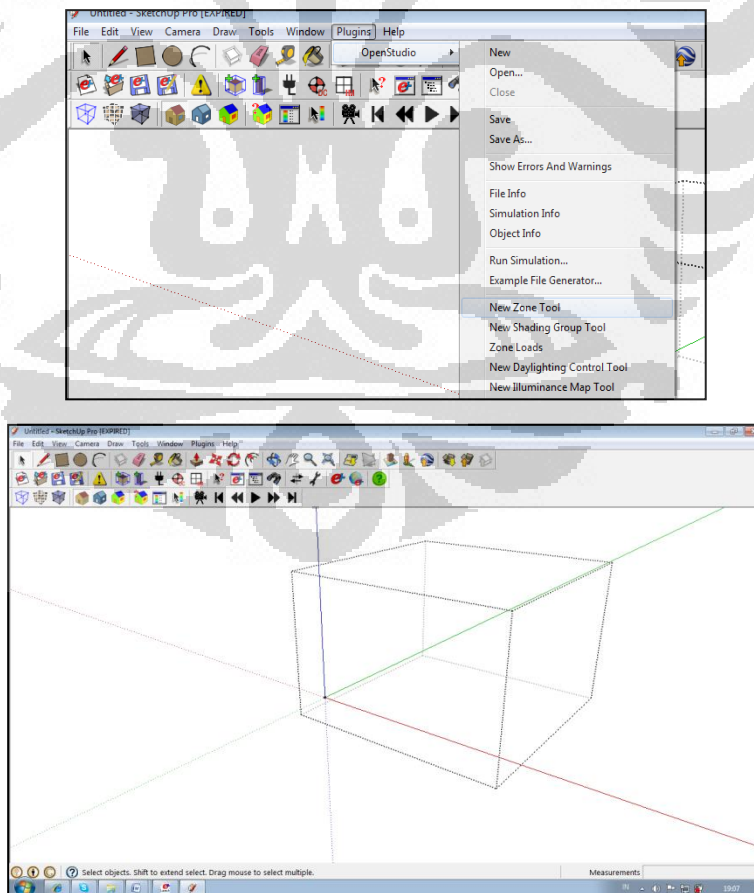 Untitled - SketchUp Pro [EXPIRED]
File Edit View Camera Draw Tools Window Plugins Help
OpenStudio
New
Open...
Close
Save
Save As...
Show Errors And Warnings
File Info
Simulation Info
Object Info
Run Simulation...
Example File Generator...
New Zone Tool
New Shading Group Tool
Zone Loads
New Daylighting Control Tool
New Illuminance Map Tool
Untitled - SketchUp Pro [EXPIRED]
File Edit View Camera Draw Tools Window Plugins Help
Select objects. Shift to extend select. Drag mouse to select multiple.
Measurements
IN
19:07